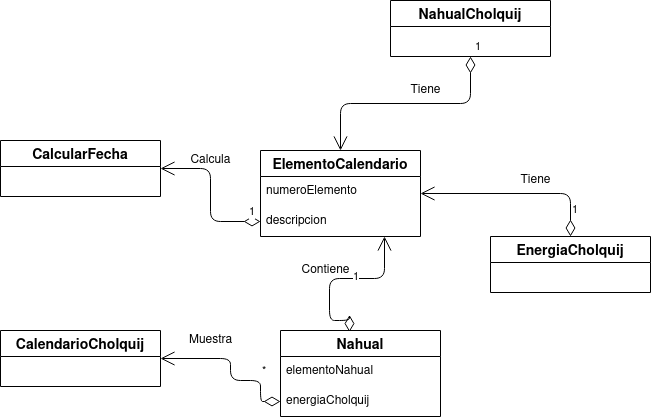 NahualCholquij
1
Tiene
CalcularFecha
Calcula
1
ElementoCalendario
numeroElemento
descripcion
Tiene
1
EnergiaCholquij
Contiene
1
CalendarioCholquij
Muestra
*
Nahual
elementoNahual
energiaCholquij